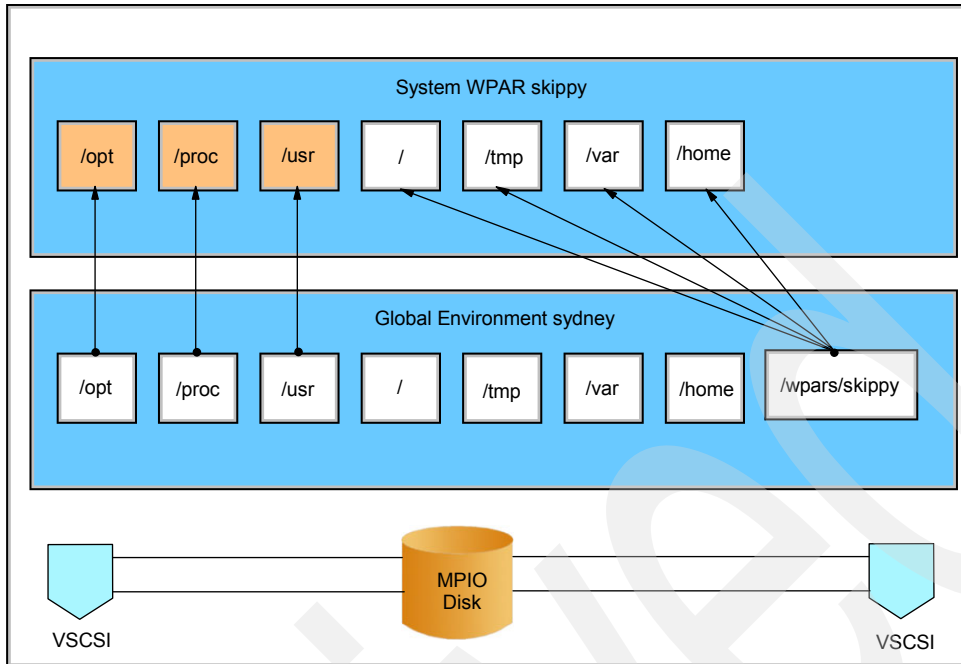 System WPAR skippy
/opt /proc /usr / /tmp /var /home
Global Environment sydney
/opt /proc /usr / /tmp /var /home /wpars/skippy
MPIO
Disk
VSCSI VSCSI